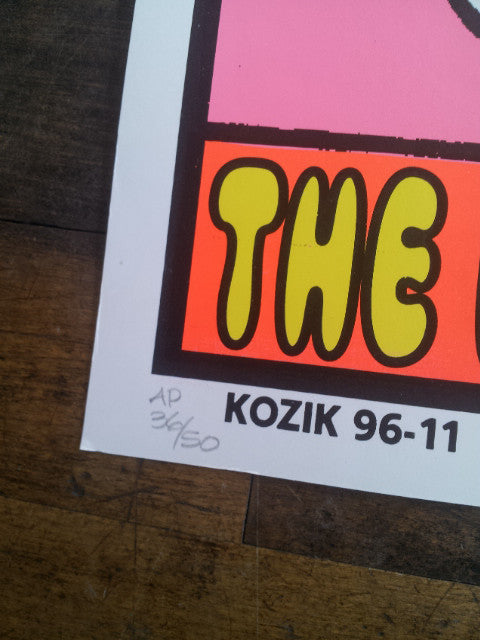 THE
AP
36/50
KOZIK 96-11